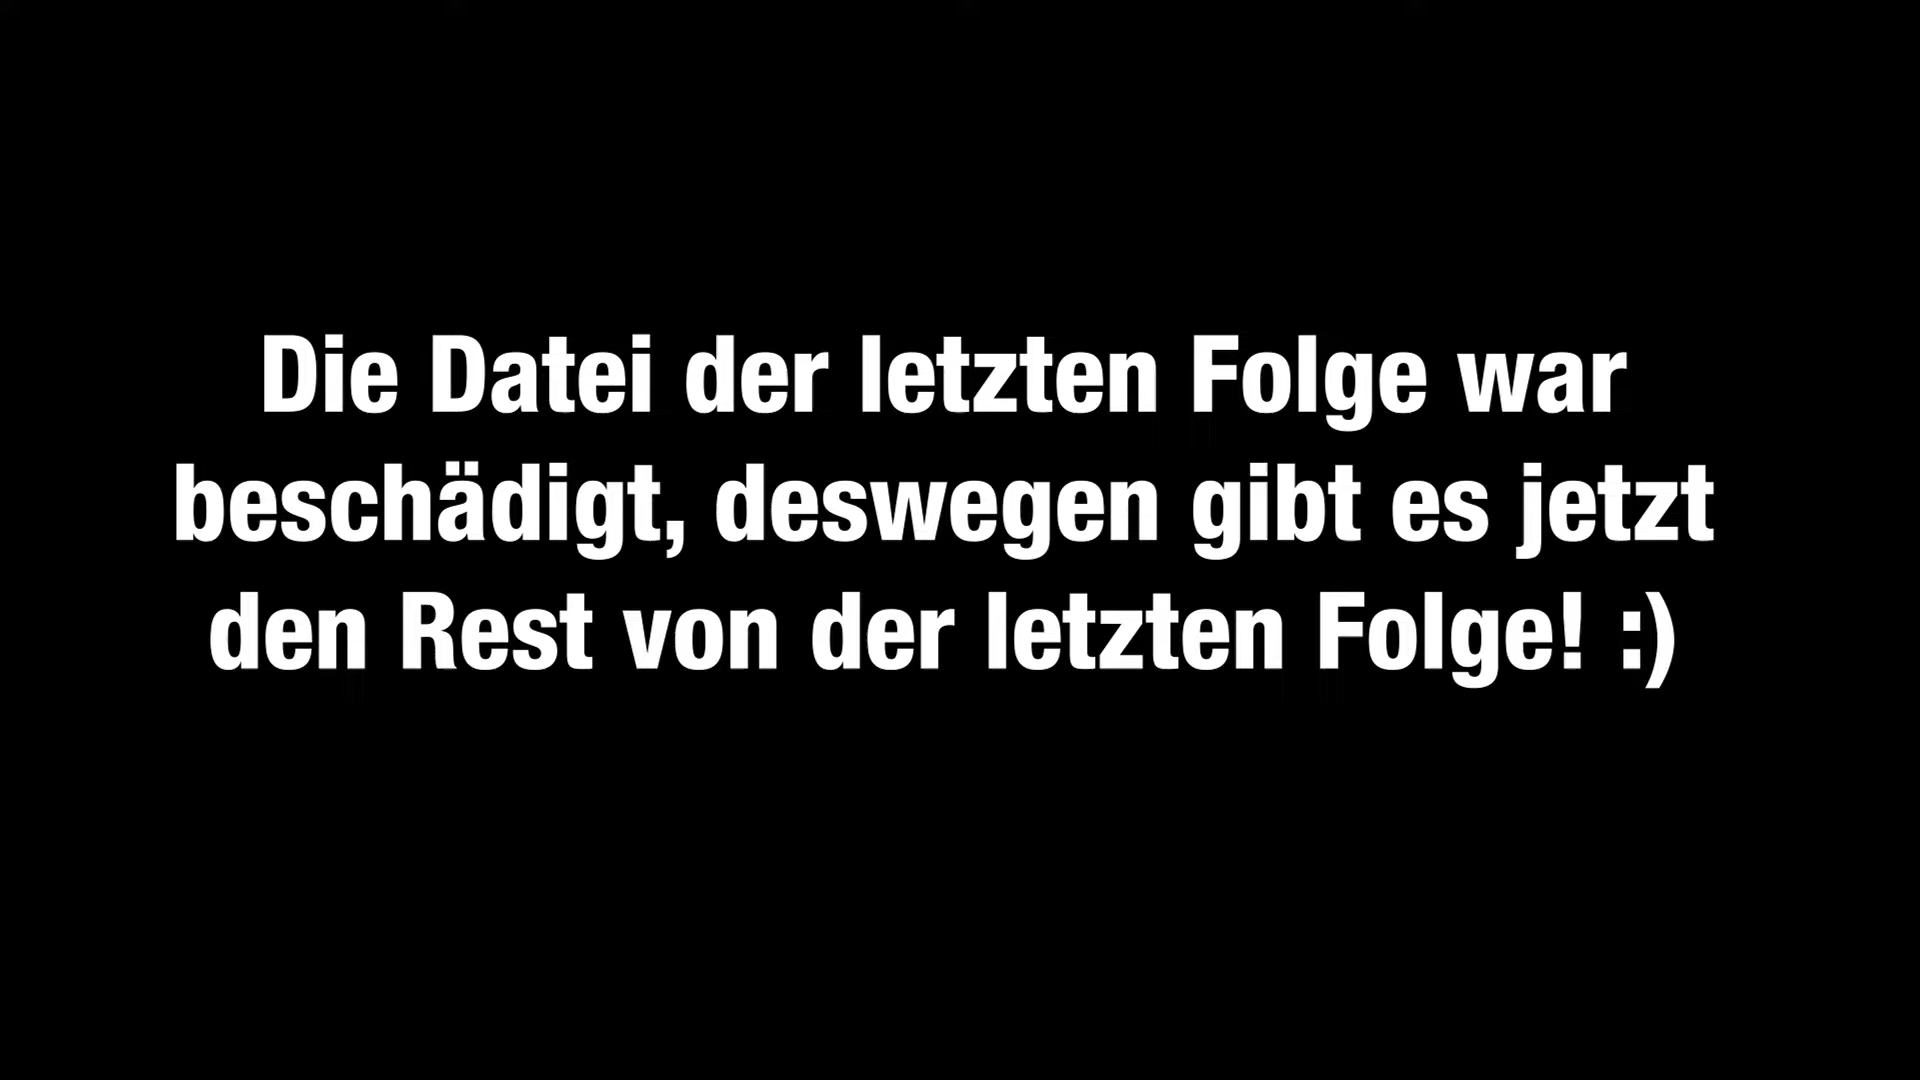 Die Datei der letzten Folge war
beschädigt, deswegen gibt es jetzt
den Rest von der letzten Folge! :)